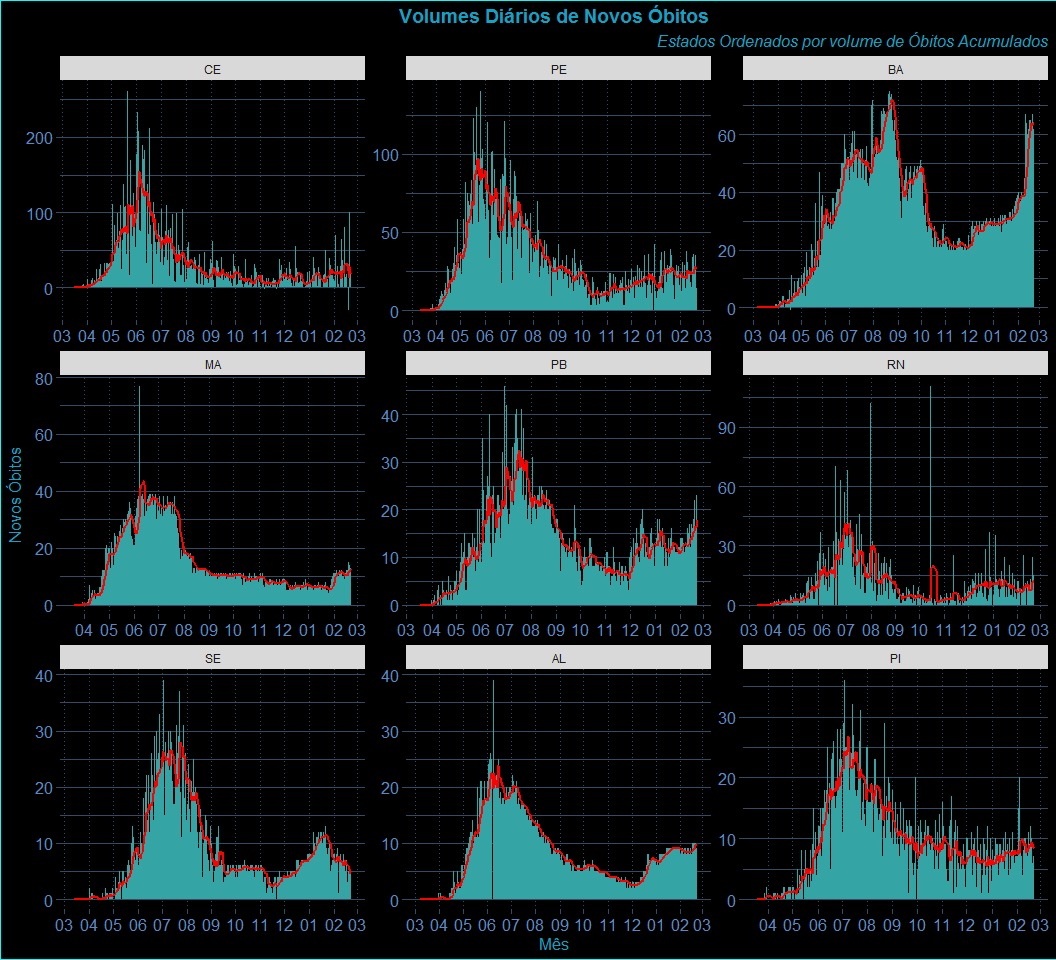 Volumes Diários de Novos Óbitos
Estados Ordenados por volume de Óbitos Acumulados
CE PE BA
200
100
0
100
50
0
60
40
20
0
03 04 05 06 07 08 09 10 11 12 01 02 03
03 04 05 06 07 08 09 10 11 12 01 02 03
03 04 05 06 07 08 09 10 11 12 01 02 03
MA PB RN
80
60
40
20
0
40
30
20
10
0
90
60
30
0
04 05 06 07 08 09 10 11 12 01 02 03
03 04 05 06 07 08 09 10 11 12 01 02 03
03 04 05 06 07 08 09 10 11 12 01 02 03
Novos Óbitos
SE AL PI
40
30
20
10
0
40
30
20
10
0
30
20
10
0
03 04 05 06 07 08 09 10 11 12 01 02 03
03 04 05 06 07 08 09 10 11 12 01 02 03
04 05 06 07 08 09 10 11 12 01 02 03
Mês